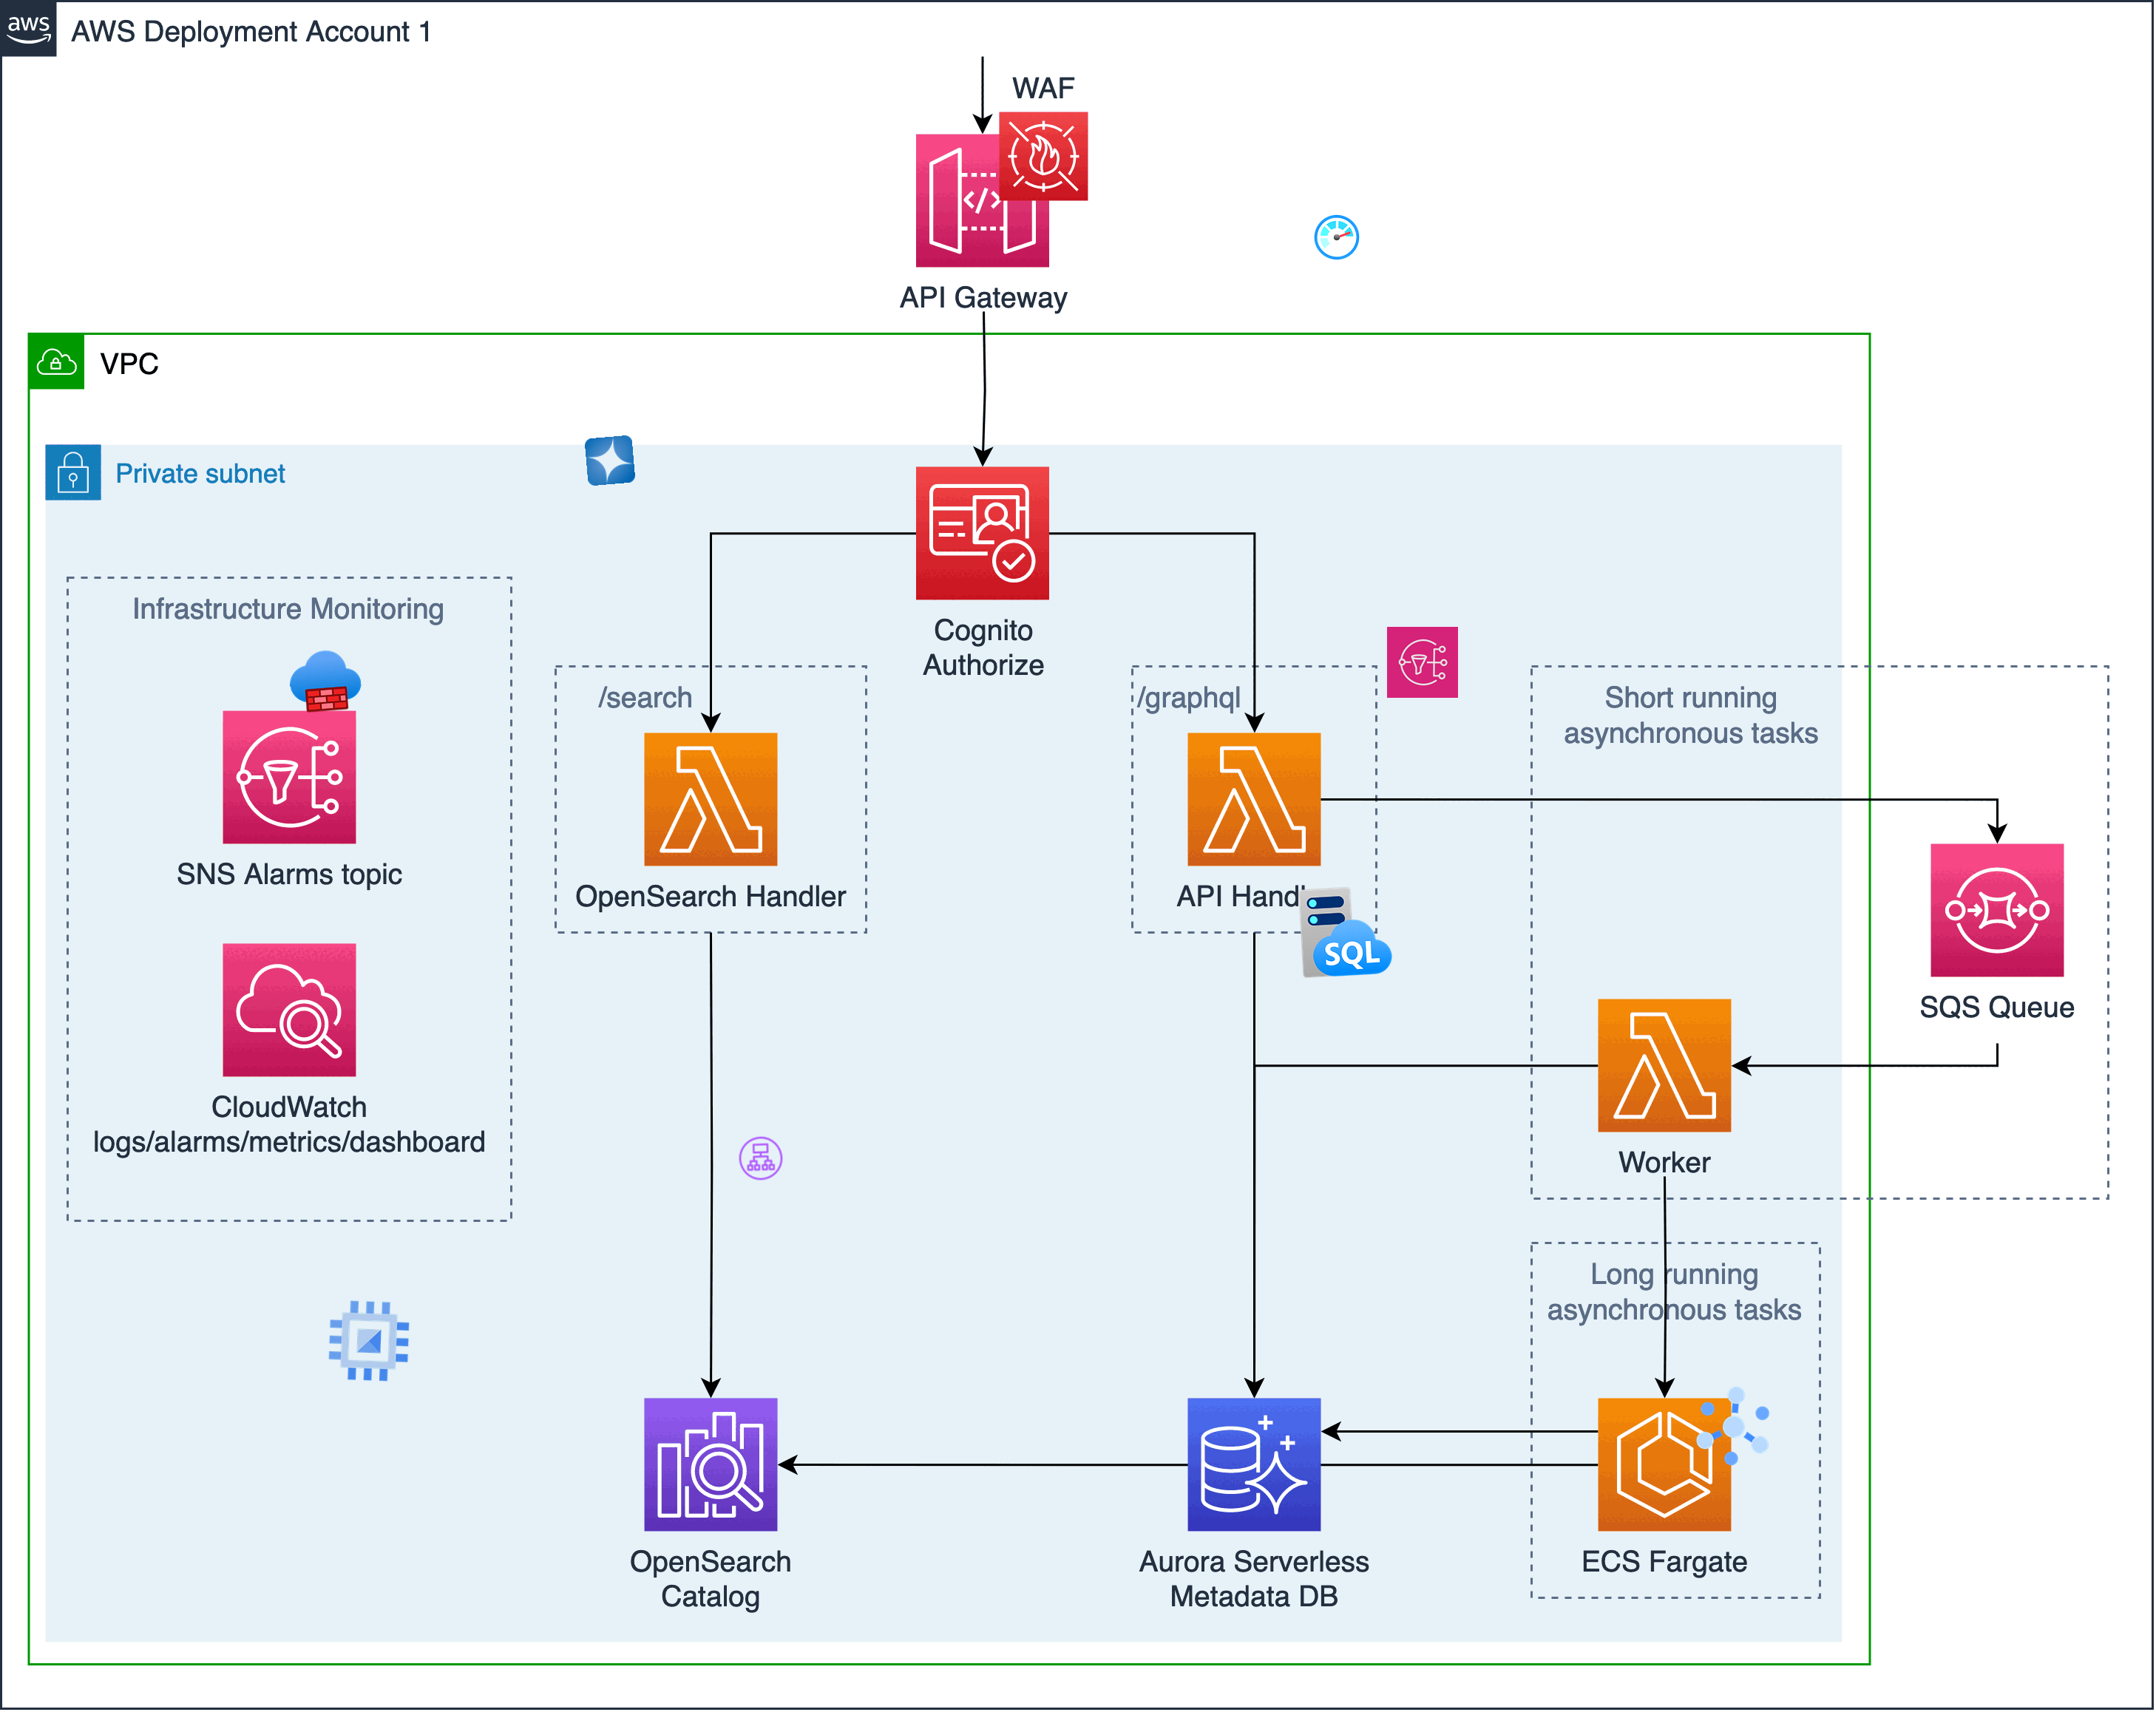 aws
AWS Deployment Account 1
WAF
API Gateway
VPC
Private subnet
Cognito
Authorize
Infrastructure Monitoring
/search
/graphql
Short running
asynchronous tasks
SNS Alarms topic
OpenSearch Handler
API Handl
SQL
SQS Queue
CloudWatch
logs/alarms/metrics/dashboard
Worker
Long running
asynchronous tasks
OpenSearch
Catalog
Aurora Serverless
Metadata DB
ECS Fargate